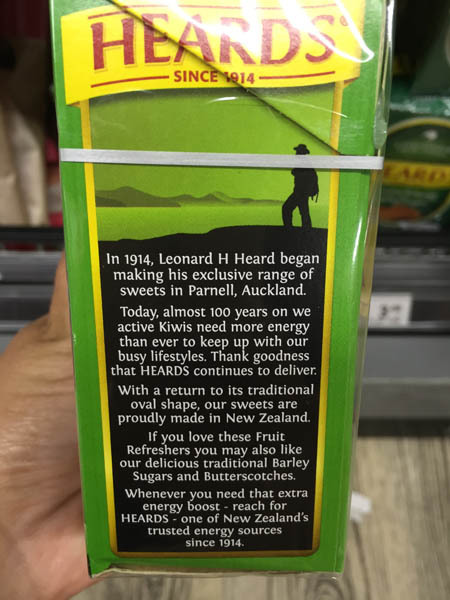 HEARDS
SINCE 1914
In 1914, Leonard H Heard began
making his exclusive range of
sweets in Parnell, Auckland.
Today, almost 100 years on we
active Kiwis need more energy
than ever to keep up with our
busy lifestyles. Thank goodness
that HEARDS continues to deliver.
With a return to its traditional
oval shape, our sweets are
proudly made in New Zealand.
If you love these Fruit
Refreshers you may also like
our delicious traditional Barley
Sugars and Butterscotches.
Whenever you need that extra
energy boost - reach for
HEARDS - one of New Zealand's
trusted energy sources
since 1914.